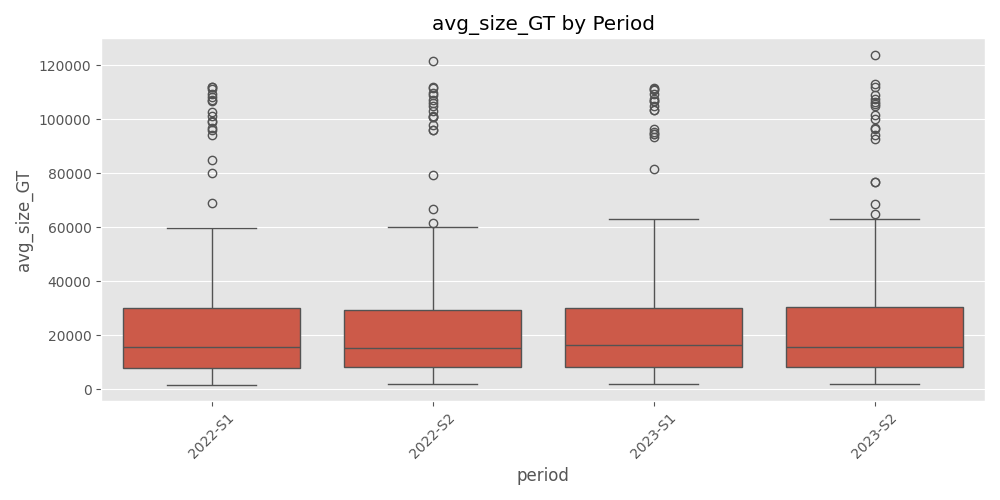 avg_size_GT by Period
120000
100000
80000
60000
40000
20000
0
avg_size_GT
2022-S1
2022-S2
2023-S1
2023-S2
period